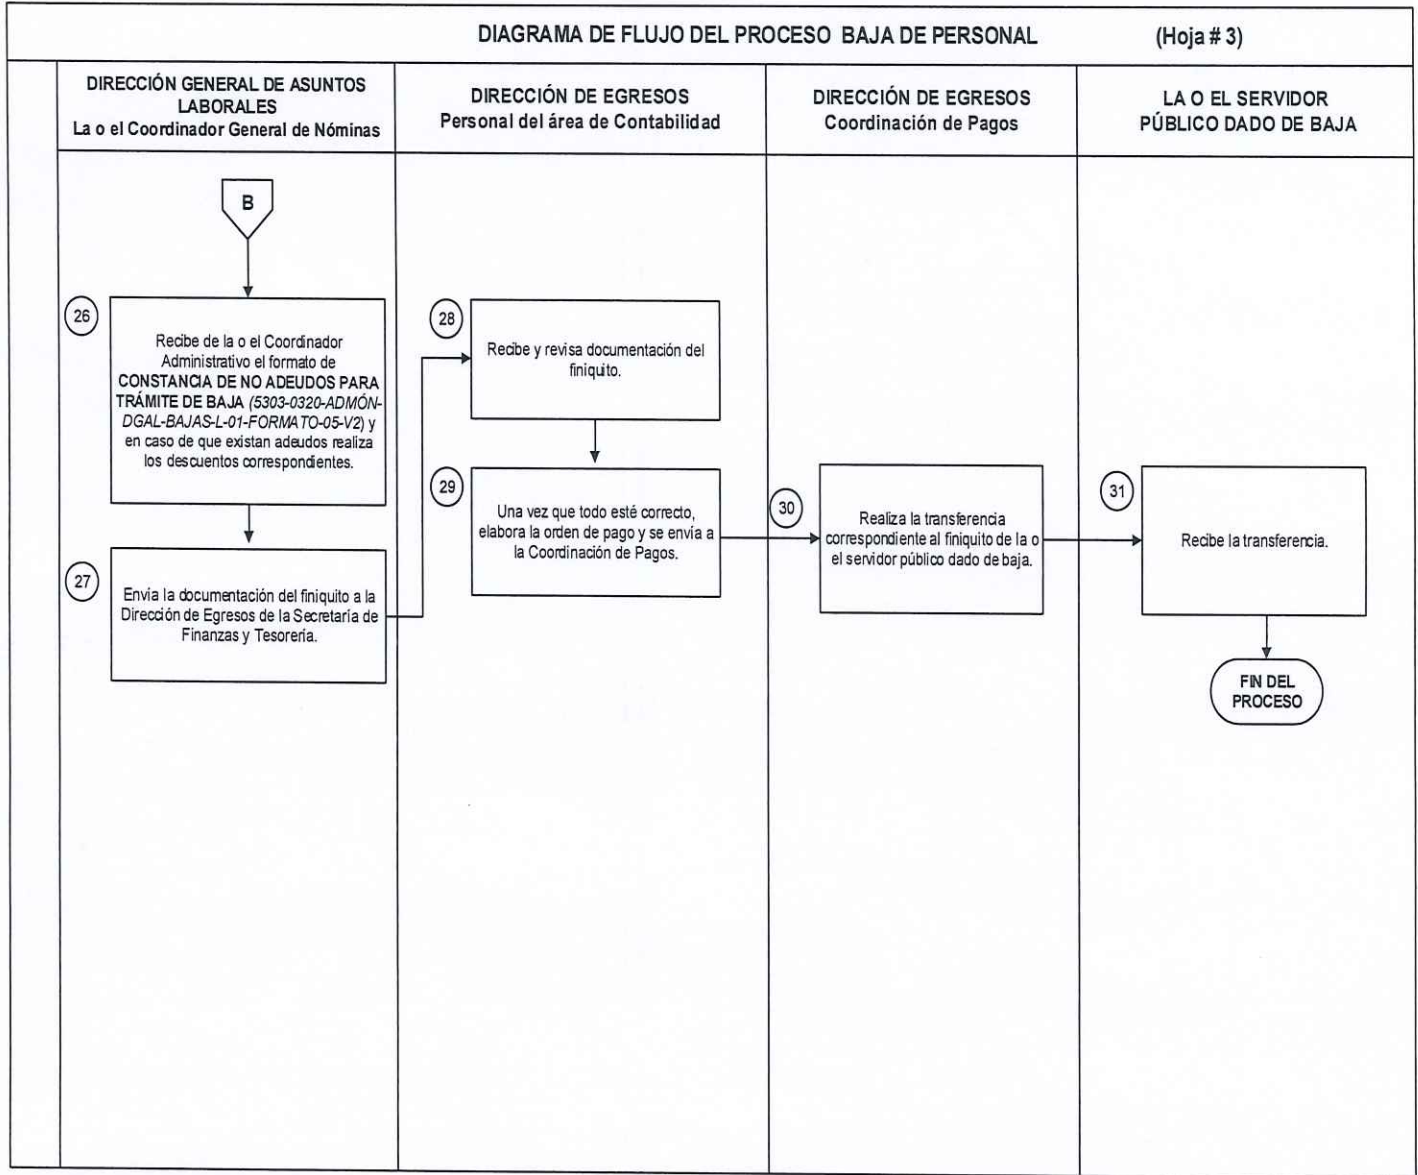 DIAGRAMA DE FLUJO DEL PROCESO BAJA DE PERSONAL (Hoja # 3)
DIRECCIÓN GENERAL DE ASUNTOS
LABORALES
La o el Coordinador General de Nóminas
DIRECCIÓN DE EGRESOS
Personal del área de Contabilidad
DIRECCIÓN DE EGRESOS
Coordinación de Pagos
LA O EL SERVIDOR
PÚBLICO DADO DE BAJA
B
26
Recibe de la o el Coordinador
Administrativo el formato de
CONSTANCIA DE NO ADEUDOS PARA
TRÁMITE DE BAJA (5303-0320-ADMÓN-
DGAL-BAJAS-L-01-FORMATO-05-V2) y
en caso de que existan adeudos realiza
los descuentos correspondientes.
27
Envia la documentación del finiquito a la
Dirección de Egresos de la Secretaría de
Finanzas y Tesorería.
28
Recibe y revisa documentación del
finiquito.
29
Una vez que todo esté correcto,
elabora la orden de pago y se envía a
la Coordinación de Pagos.
30
Realiza la transferencia
correspondiente al finiquito de la o
el servidor público dado de baja.
31
Recibe la transferencia.
FIN DEL
PROCESO